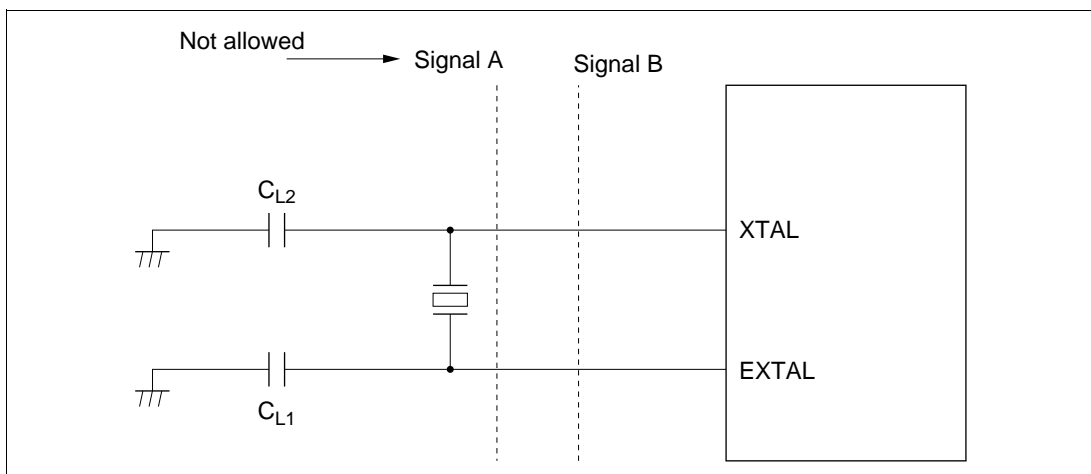 Not allowed
Signal A
Signal B
CL2
XTAL
EXTAL
CL1